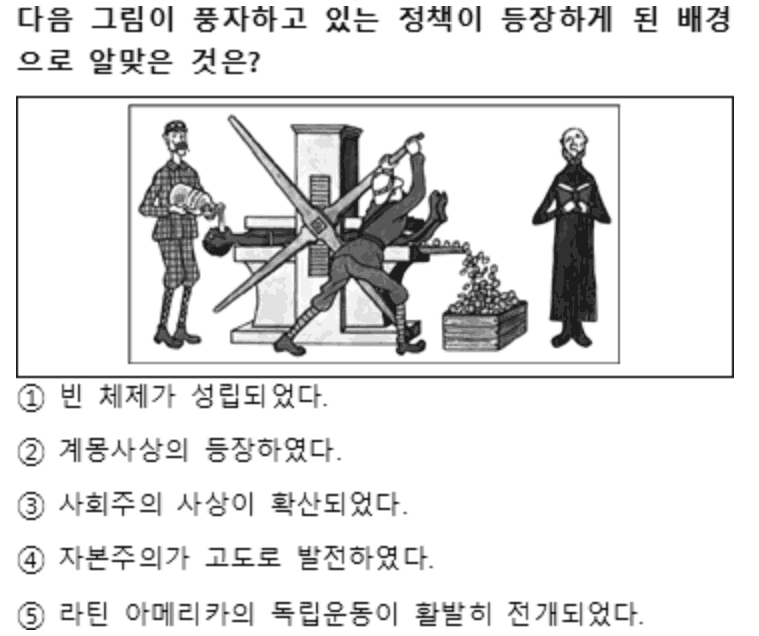 다음 그림이 풍자하고 있는 정책이 등장하게 된 배경
으로 알맞은 것은?
① 빈 체제가 성립되었다.
② 계몽사상의 등장하였다.
③ 사회주의 사상이 확산되었다.
④ 자본주의가 고도로 발전하였다.
⑤ 라틴 아메리카의 독립운동이 활발히 전개되었다.